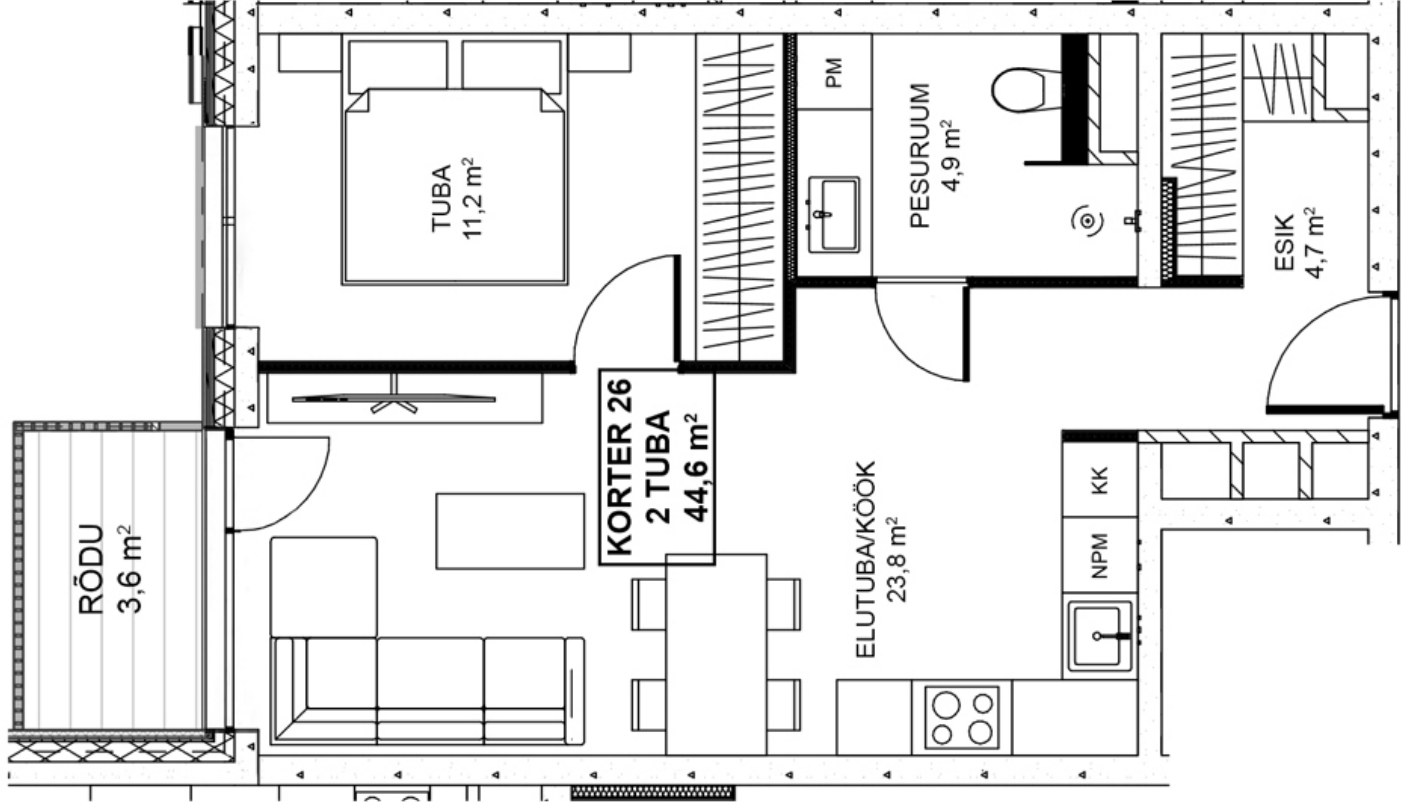 TUBA
11,2 m²
PM
PESURUUM
4,9 m²
ESIK
4,7 m²
KORTER 26
2 TUBA
44,6 m²
RÕDU
3,6 m²
ELUTUBA/KÖÖK
23,8 m²
KK
NPM